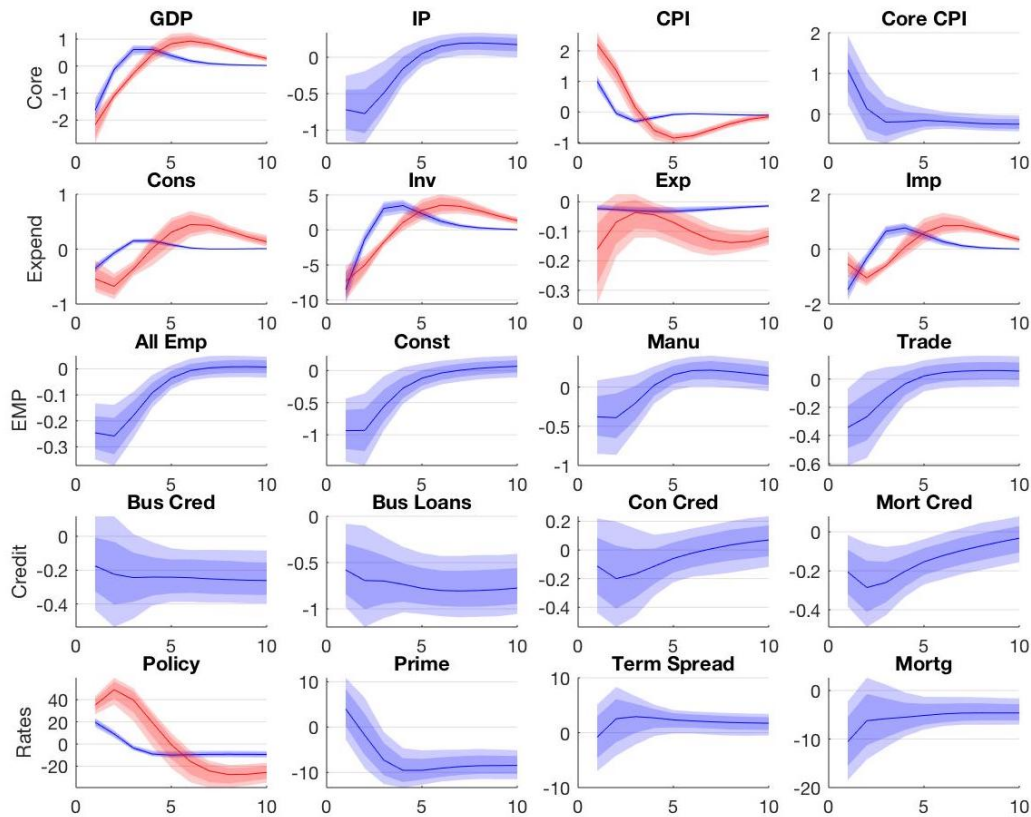 GDP
IP
CPI
Core CPI
Core
1
0
-1
-2
0 5 10
0
-0.5
-1
0 5 10
2
1
0
-1
0 5 10
2
1
0
0 5 10
Cons
Inv
Exp
Imp
Expend
1
0
-1
0 5 10
5
0
-5
-10
0 5 10
0
-0.1
-0.2
-0.3
0 5 10
2
0
-2
0 5 10
All Emp
Const
Manu
Trade
EMP
0
-0.1
-0.2
-0.3
0 5 10
0
-0.5
-1
0 5 10
0
-0.5
-1
0 5 10
0
-0.2
-0.4
-0.6
0 5 10
Bus Cred
Bus Loans
Con Cred
Mort Cred
Credit
0
-0.2
-0.4
0 5 10
0
-0.5
-1
0 5 10
0.2
0
-0.2
-0.4
0 5 10
0
-0.2
-0.4
0 5 10
Policy
Prime
Term Spread
Mortg
Rates
40
20
0
-20
0 5 10
10
0
-10
0 5 10
10
0
-10
0 5 10
0
-10
-20
0 5 10